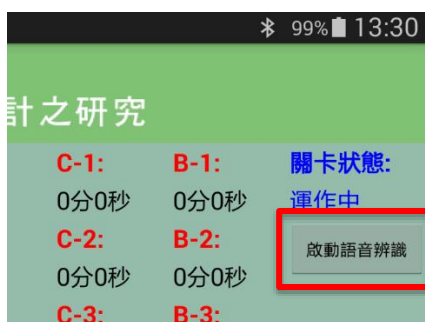 99% 13:30
計之研究
C-1: B-1: 關卡狀態:
0分0秒 0分0秒 運作中
C-2: B-2: 啟動語音辨識
0分0秒 0分0秒
C-3: B-3: